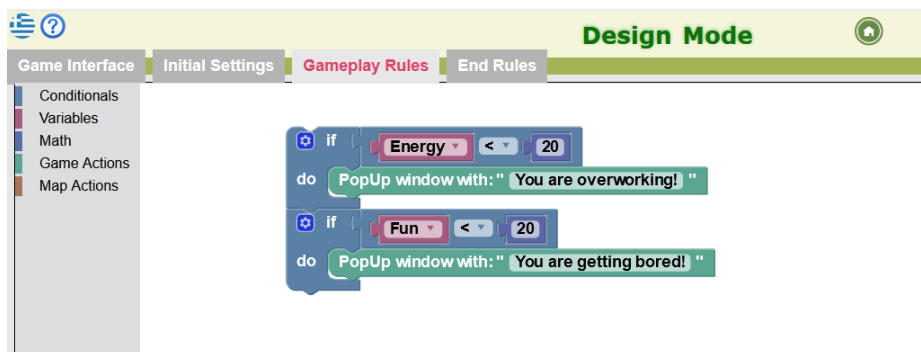 ?
Design Mode
Game Interface Initial Settings Gameplay Rules End Rules
Conditionals
Variables
Math
Game Actions
Map Actions
if Energy < 20
do PopUp window with: " You are overworking! "
if Fun < 20
do PopUp window with: " You are getting bored! "